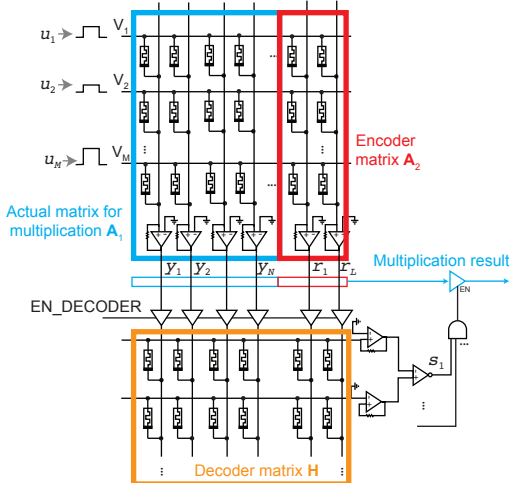 u1 V1
u2 V2
...
...
Encoder
matrix A2
uM VM
...
Actual matrix for
multiplication A1
y1 y2 yN r1 rL
Multiplication result
EN
EN_DECODER
...
s1
...
Decoder matrix H